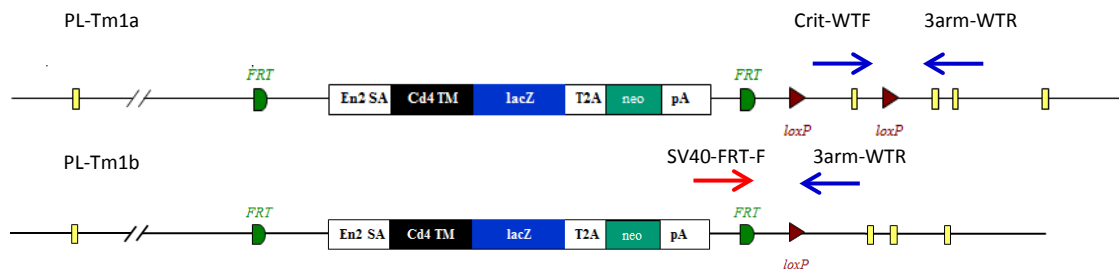 PL-Tm1a Crit-WTF 3arm-WTR
FRT FRT
En2 SA Cd4 TM lacZ T2A neo pA
loxP loxP
PL-Tm1b SV40-FRT-F 3arm-WTR
FRT FRT
En2 SA Cd4 TM lacZ T2A neo pA
loxP